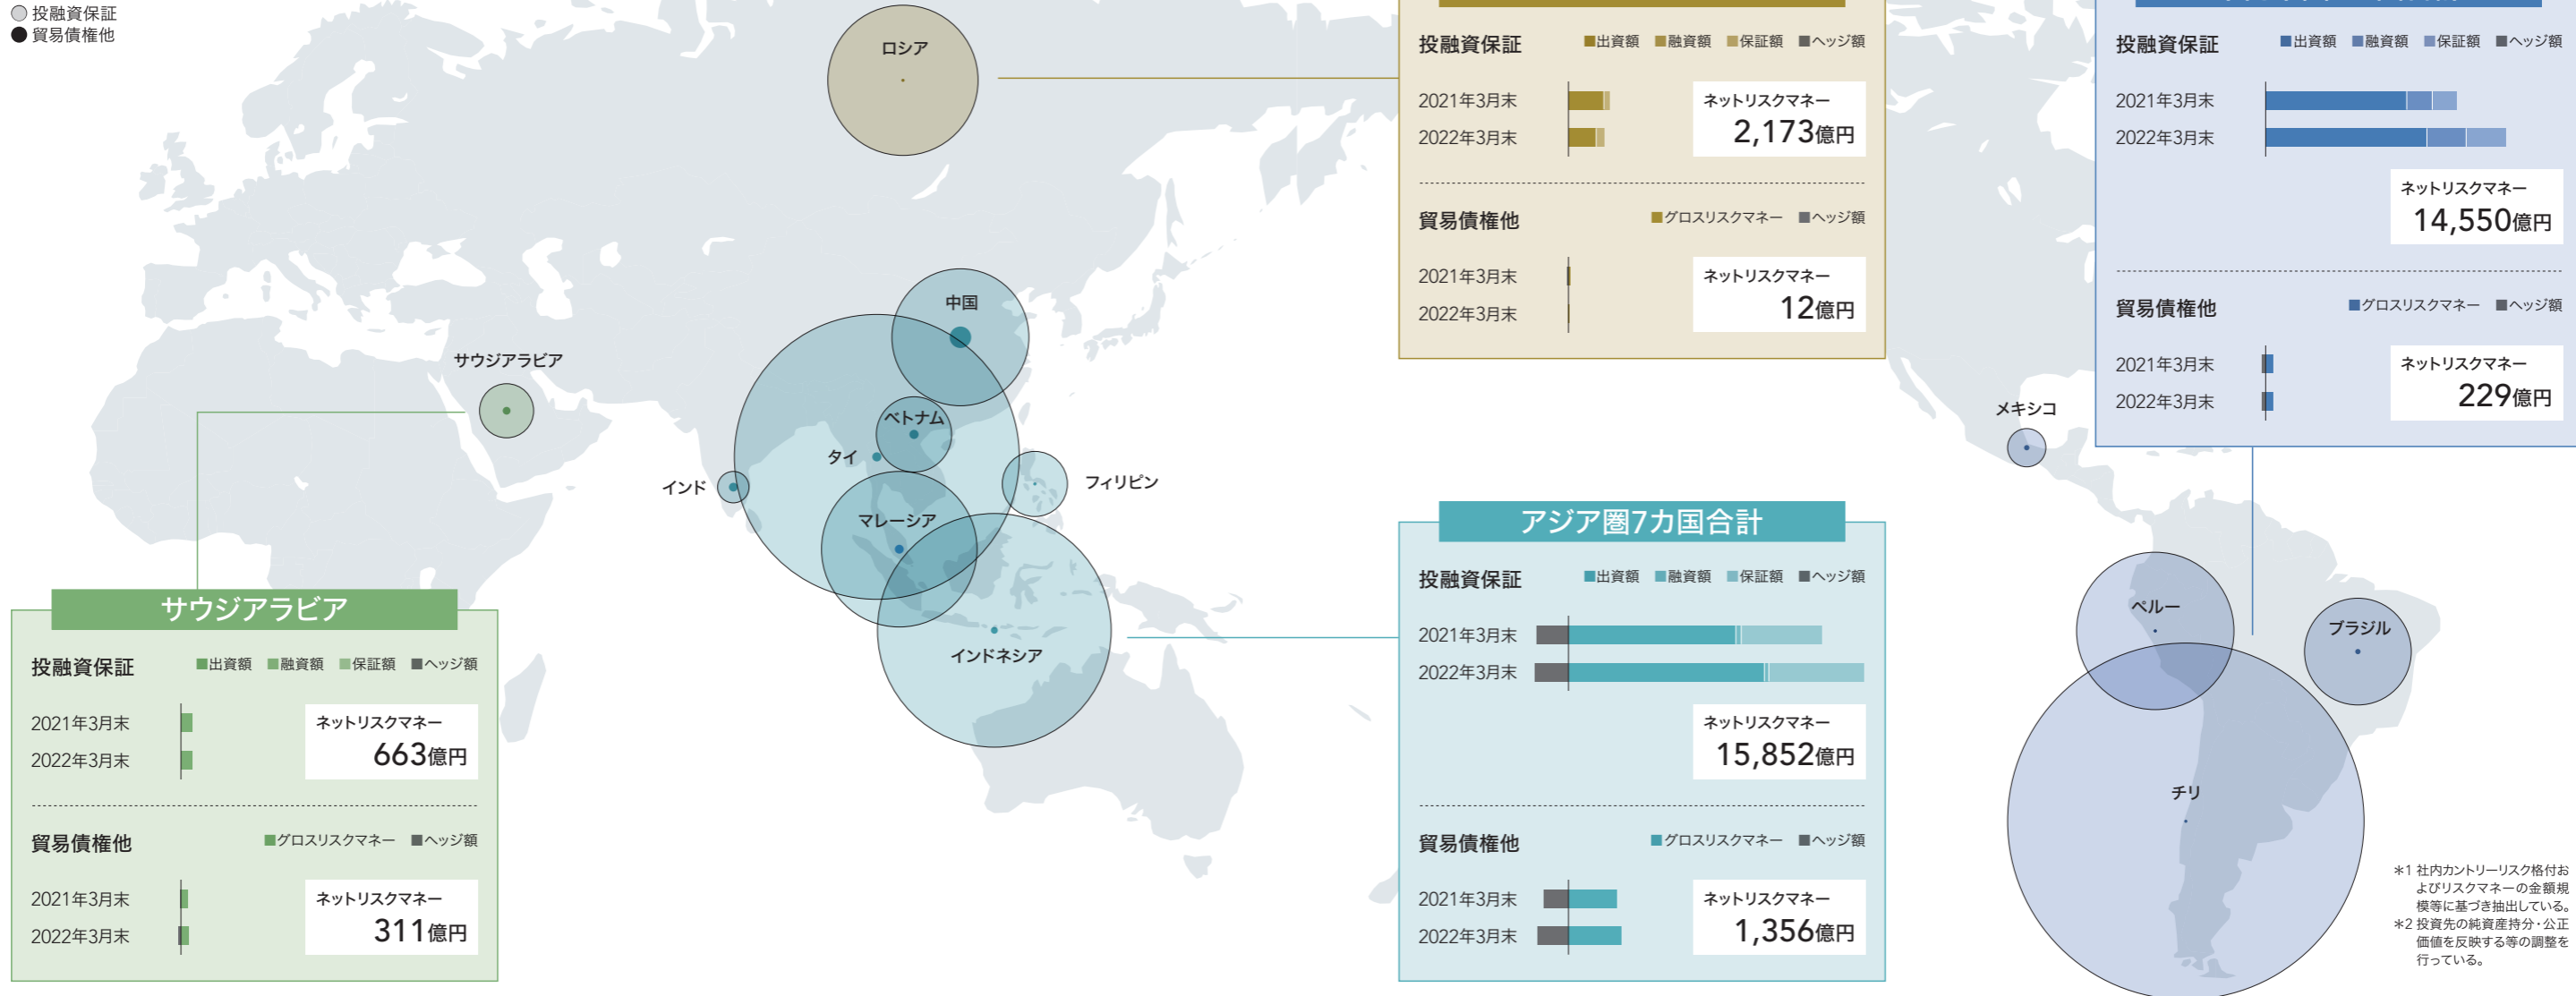 投融資保証
貿易債権他
ロシア
中国
サウジアラビア
ベトナム
タイ
インド
フィリピン
マレーシア
インドネシア
メキシコ
ペルー
ブラジル
チリ
投融資保証
■出資額 ■融資額 ■保証額 ■ヘッジ額
2021年3月末
2022年3月末
ネットリスクマネー
2,173億円
貿易債権他
■グロスリスクマネー ■ヘッジ額
2021年3月末
2022年3月末
ネットリスクマネー
12億円
投融資保証
■出資額 ■融資額 ■保証額 ■ヘッジ額
2021年3月末
2022年3月末
ネットリスクマネー
14,550億円
貿易債権他
■グロスリスクマネー ■ヘッジ額
2021年3月末
2022年3月末
ネットリスクマネー
229億円
サウジアラビア
投融資保証
■出資額 ■融資額 ■保証額 ■ヘッジ額
2021年3月末
2022年3月末
ネットリスクマネー
663億円
貿易債権他
■グロスリスクマネー ■ヘッジ額
2021年3月末
2022年3月末
ネットリスクマネー
311億円
アジア圏7カ国合計
投融資保証
■出資額 ■融資額 ■保証額 ■ヘッジ額
2021年3月末
2022年3月末
ネットリスクマネー
15,852億円
貿易債権他
■グロスリスクマネー ■ヘッジ額
2021年3月末
2022年3月末
ネットリスクマネー
1,356億円
＊1 社内カントリーリスク格付お
よびリスクマネーの金額規
模等に基づき抽出している。
＊2 投資先の純資産持分・公正
価値を反映する等の調整を
行っている。